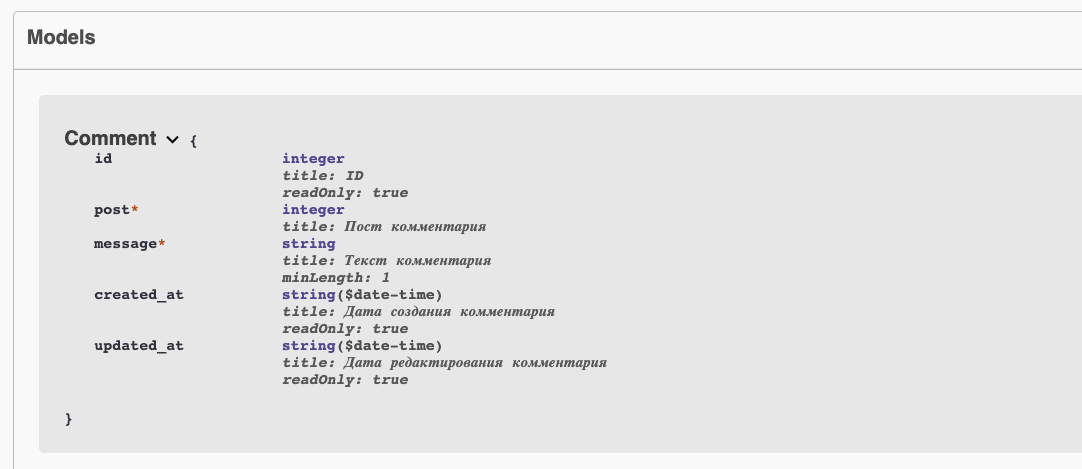 Models
Comment {
id integer
title: ID
readOnly: true
post* integer
title: Пост комментария
message* string
title: Текст комментария
minLength: 1
created_at string($date-time)
title: Дата создания комментария
readOnly: true
updated_at string($date-time)
title: Дата редактирования комментария
readOnly: true
}